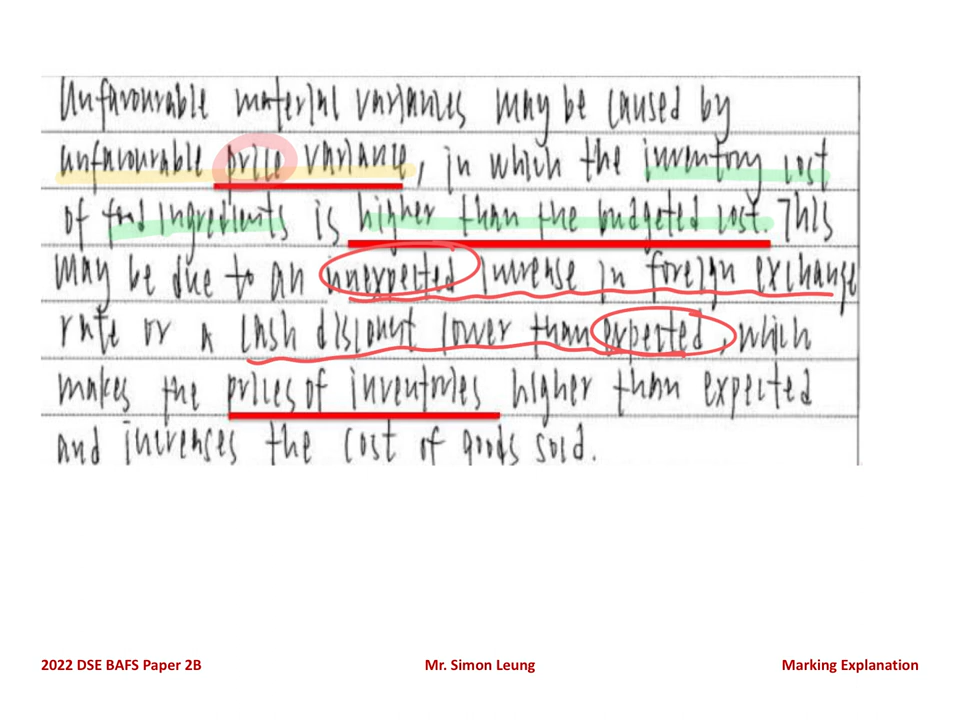 Unfavourable material variances may be caused by
unfavourable price variance, in which the inventory cost
of food ingredients is higher than the budgeted cost. This
may be due to an unexpected increase in foreign exchange
rate or a cash discount lower than expected, which
makes the prices of inventories higher than expected
and increases the cost of goods sold.
2022 DSE BAFS Paper 2B Mr. Simon Leung Marking Explanation